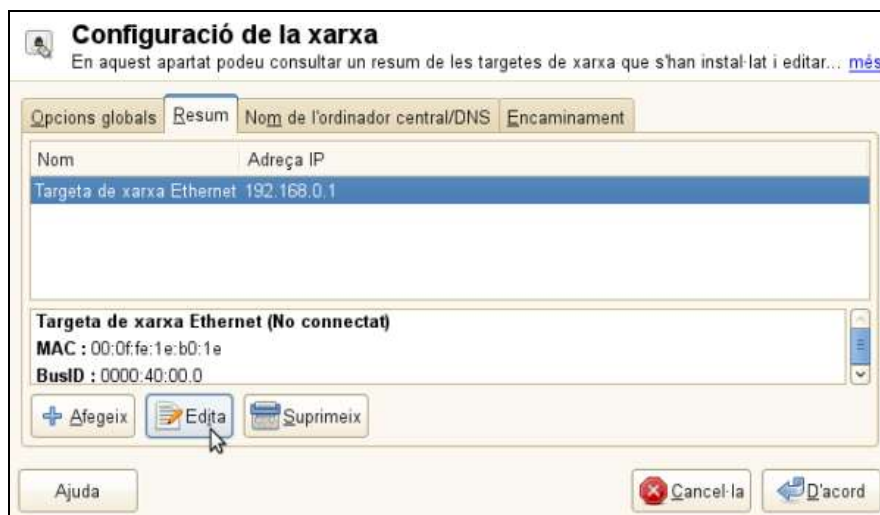 Configuració de la xarxa
En aquest apartat podeu consultar un resum de les targetes de xarxa que s'han instal·lat i editar... més
Opcions globals Resum Nom de l'ordinador central/DNS Encaminament
Nom Adreça IP
Targeta de xarxa Ethernet 192.168.0.1
Targeta de xarxa Ethernet (No connectat)
MAC : 00:0f:fe:1e:b0:1e
BusID : 0000:40:00.0
Afegeix Edita Suprimeix
Ajuda Cancel·la D'acord